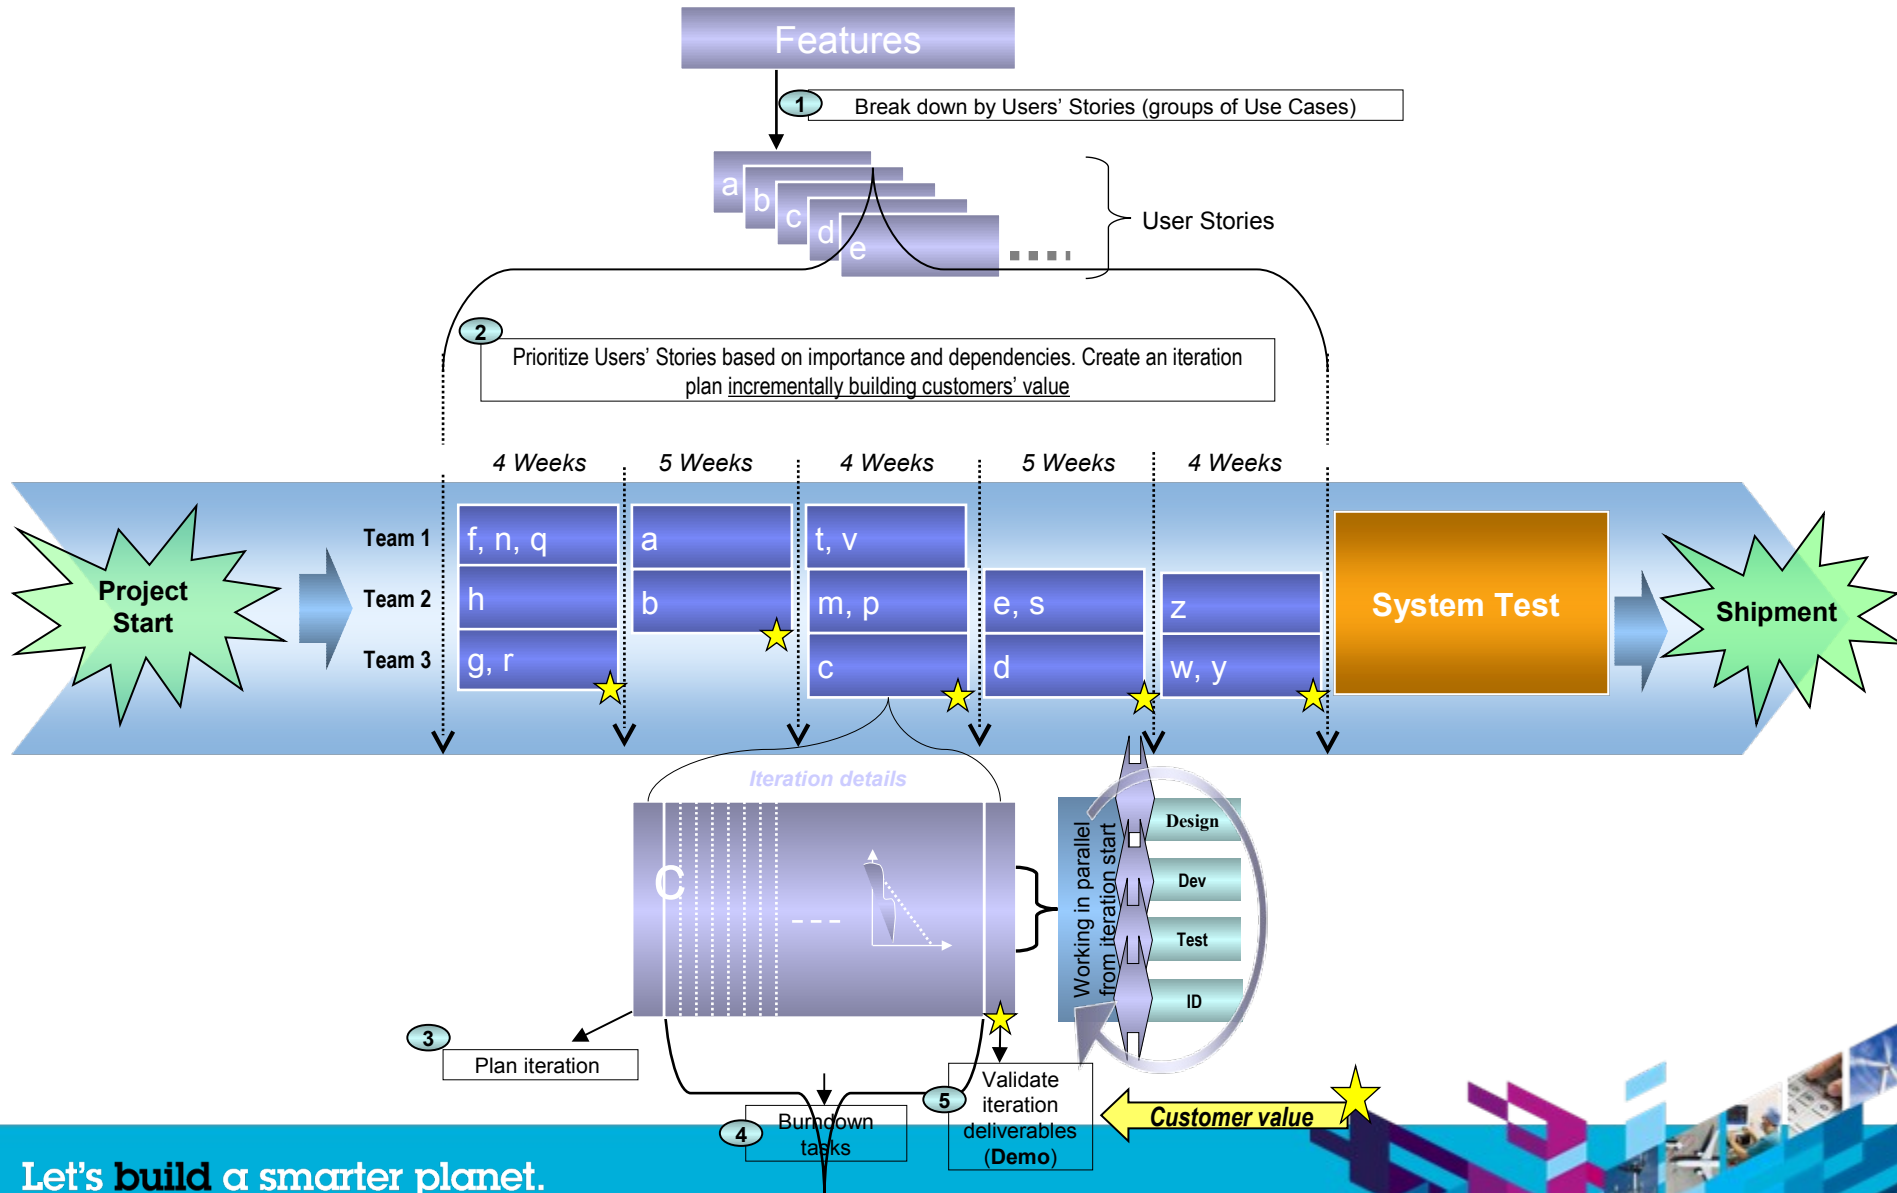 Features
1
Break down by Users' Stories (groups of Use Cases)
a
b
c
d
e
User Stories
2
Prioritize Users' Stories based on importance and dependencies. Create an iteration
plan incrementally building customers' value
4 Weeks
5 Weeks
4 Weeks
5 Weeks
4 Weeks
Project
Start
Team 1
f, n, q
a
t, v
Team 2
h
b
m, p
e, s
z
Team 3
g, r
c
d
w, y
System Test
Shipment
Iteration details
C
Working in parallel
from iteration start
Design
Dev
Test
ID
3
Plan iteration
4
Burndown
tasks
5
Validate
iteration
deliverables
(Demo)
Customer value
Let's build a smarter planet.